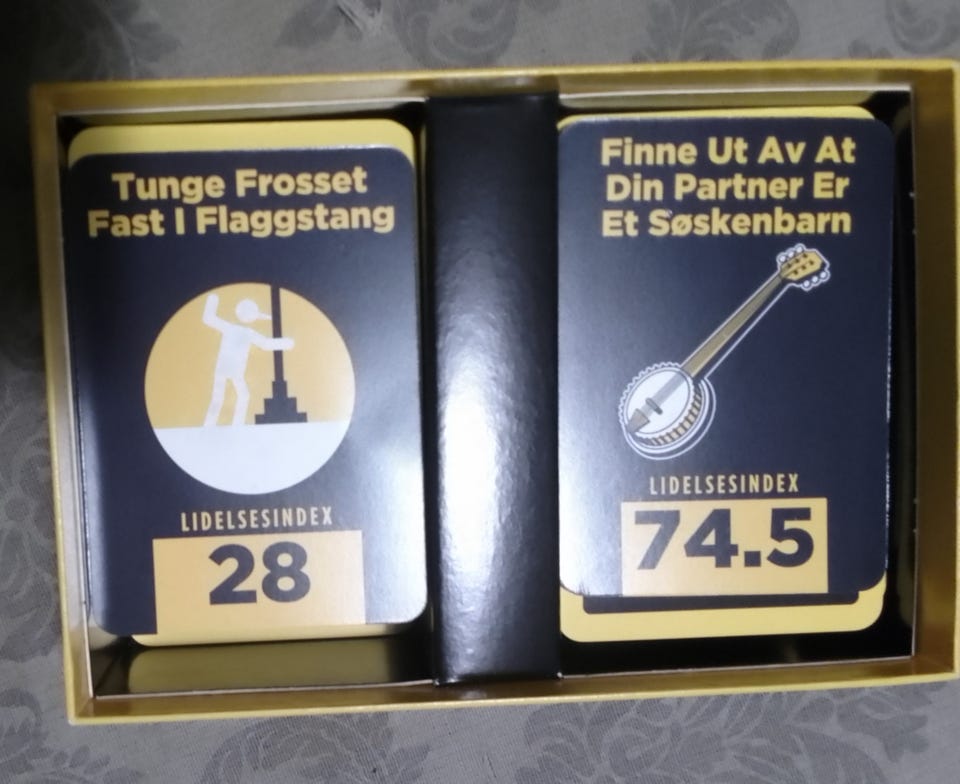 Tunge Frosset
Fast I Flaggstang
LIDELSESINDEX
28
Finne Ut Av At
Din Partner Er
Et Søskenbarn
LIDELSESINDEX
74.5